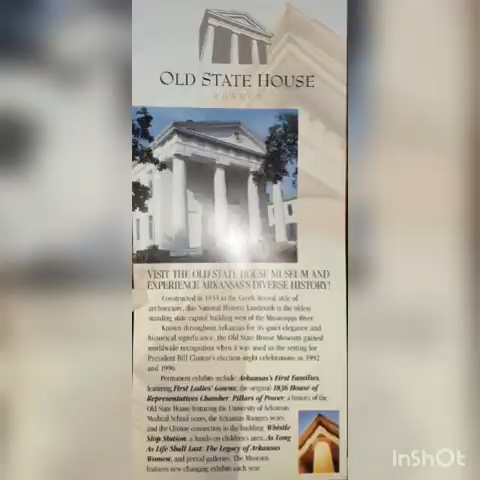 OLD STATE HOUSE
MUSEUM
VISIT THE OLD STATE HOUSE MUSEUM AND
EXPERIENCE ARKANSAS'S DIVERSE HISTORY!
Constructed in 1833 in the Greek Revival style of
architecture, this National Historic Landmark is the oldest
standing state capitol building west of the Mississippi River.
Known throughout Arkansas for its quiet elegance and
historical significance, the Old State House Museum gained
worldwide recognition when it was used as the setting for
President Bill Clinton's election-night celebrations in 1992
and 1996.
Permanent exhibits include: Arkansas's First Families,
featuring First Ladies' Gowns; the original 1836 House of
Representatives Chamber; Pillars of Power, a history of the
Old State House featuring the University of Arkansas
Medical School years, the Arkansas Rangers years
and the Clinton connection to the building; Whistle
Stop Station, a hands-on children's area; As Long
As Life Shall Last: The Legacy of Arkansas
Women, and period galleries. The Museum
features new changing exhibits each year.
InShOt